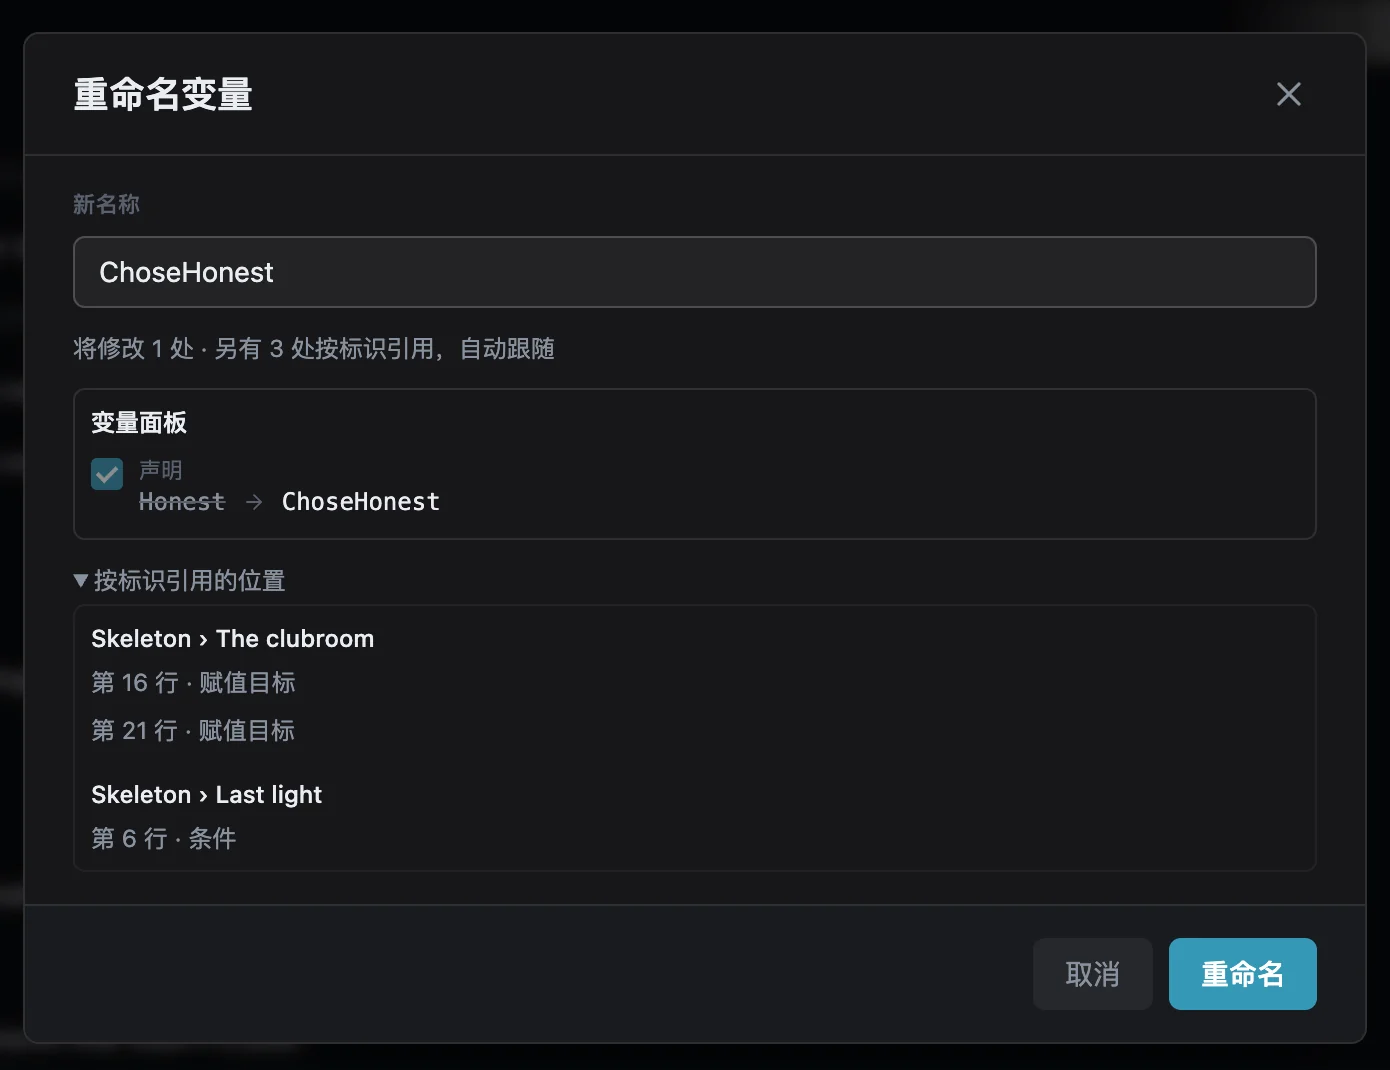 重命名变量
新名称
ChoseHonest
将修改 1 处 · 另有 3 处按标识引用，自动跟随
变量面板
声明
Honest → ChoseHonest
▼按标识引用的位置
Skeleton › The clubroom
第 16 行 · 赋值目标
第 21 行 · 赋值目标
Skeleton › Last light
第 6 行 · 条件
取消
重命名